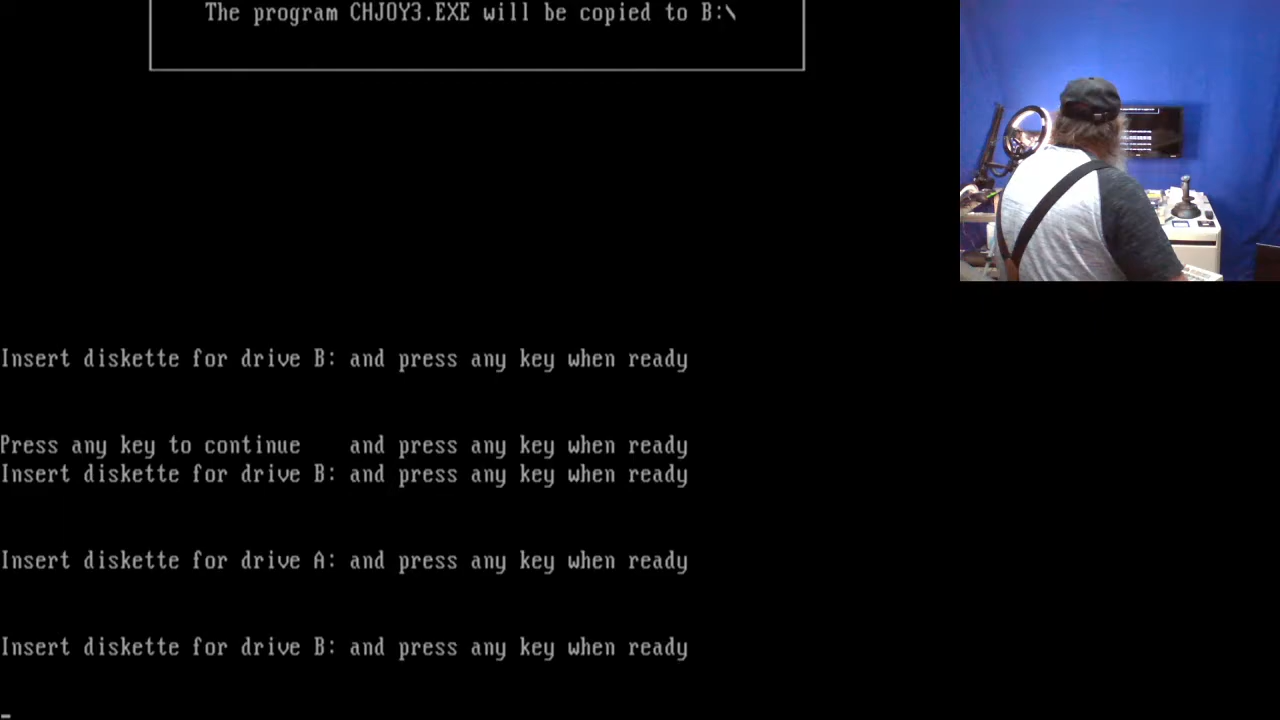 The program CHJOY3.EXE will be copied to B:\
Insert diskette for drive B: and press any key when ready
Press any key to continue    and press any key when ready
Insert diskette for drive B: and press any key when ready
Insert diskette for drive A: and press any key when ready
Insert diskette for drive B: and press any key when ready